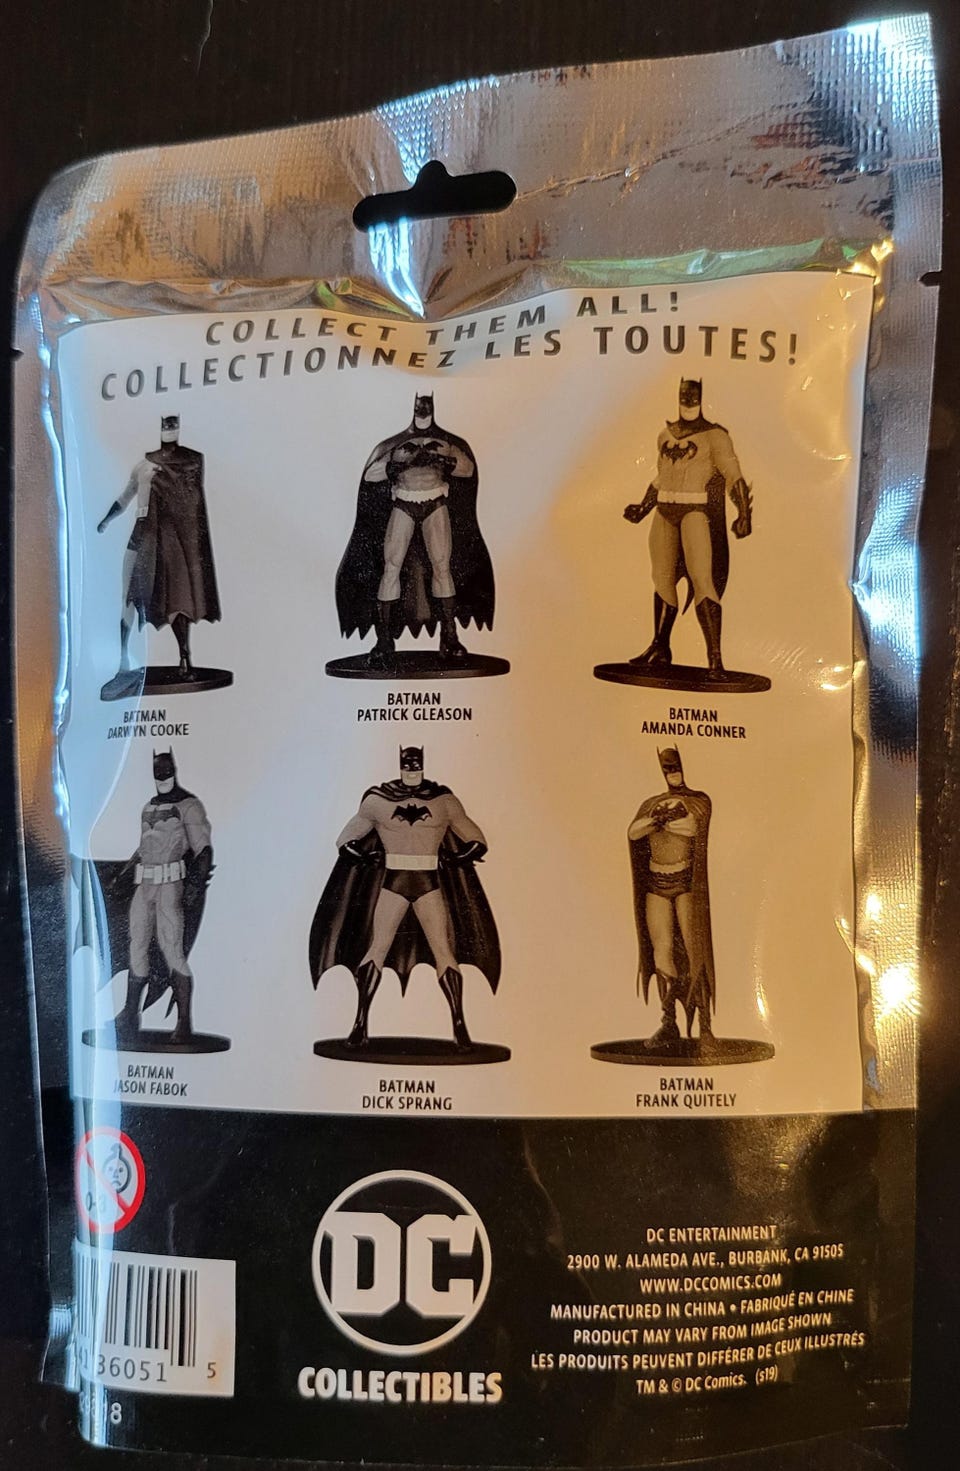 COLLECT THEM ALL!
COLLECTIONNEZ LES TOUTES!
BATMAN
DARWYN COOKE
BATMAN
PATRICK GLEASON
BATMAN
AMANDA CONNER
BATMAN
JASON FABOK
BATMAN
DICK SPRANG
BATMAN
FRANK QUITELY
0-3
DC
COLLECTIBLES
DC ENTERTAINMENT
2900 W. ALAMEDA AVE., BURBANK, CA 91505
WWW.DCCOMICS.COM
MANUFACTURED IN CHINA • FABRIQUÉ EN CHINE
PRODUCT MAY VARY FROM IMAGE SHOWN
LES PRODUITS PEUVENT DIFFÉRER DE CEUX ILLUSTRÉS
TM & © DC Comics. (s19)
36051 5